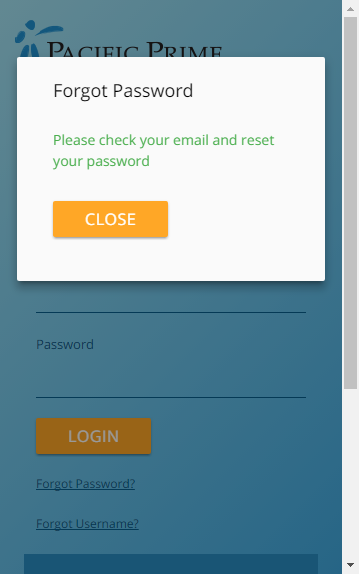 PACIFIC PRIME
Forgot Password
Please check your email and reset
your password
CLOSE
Password
LOGIN
Forgot Password?
Forgot Username?